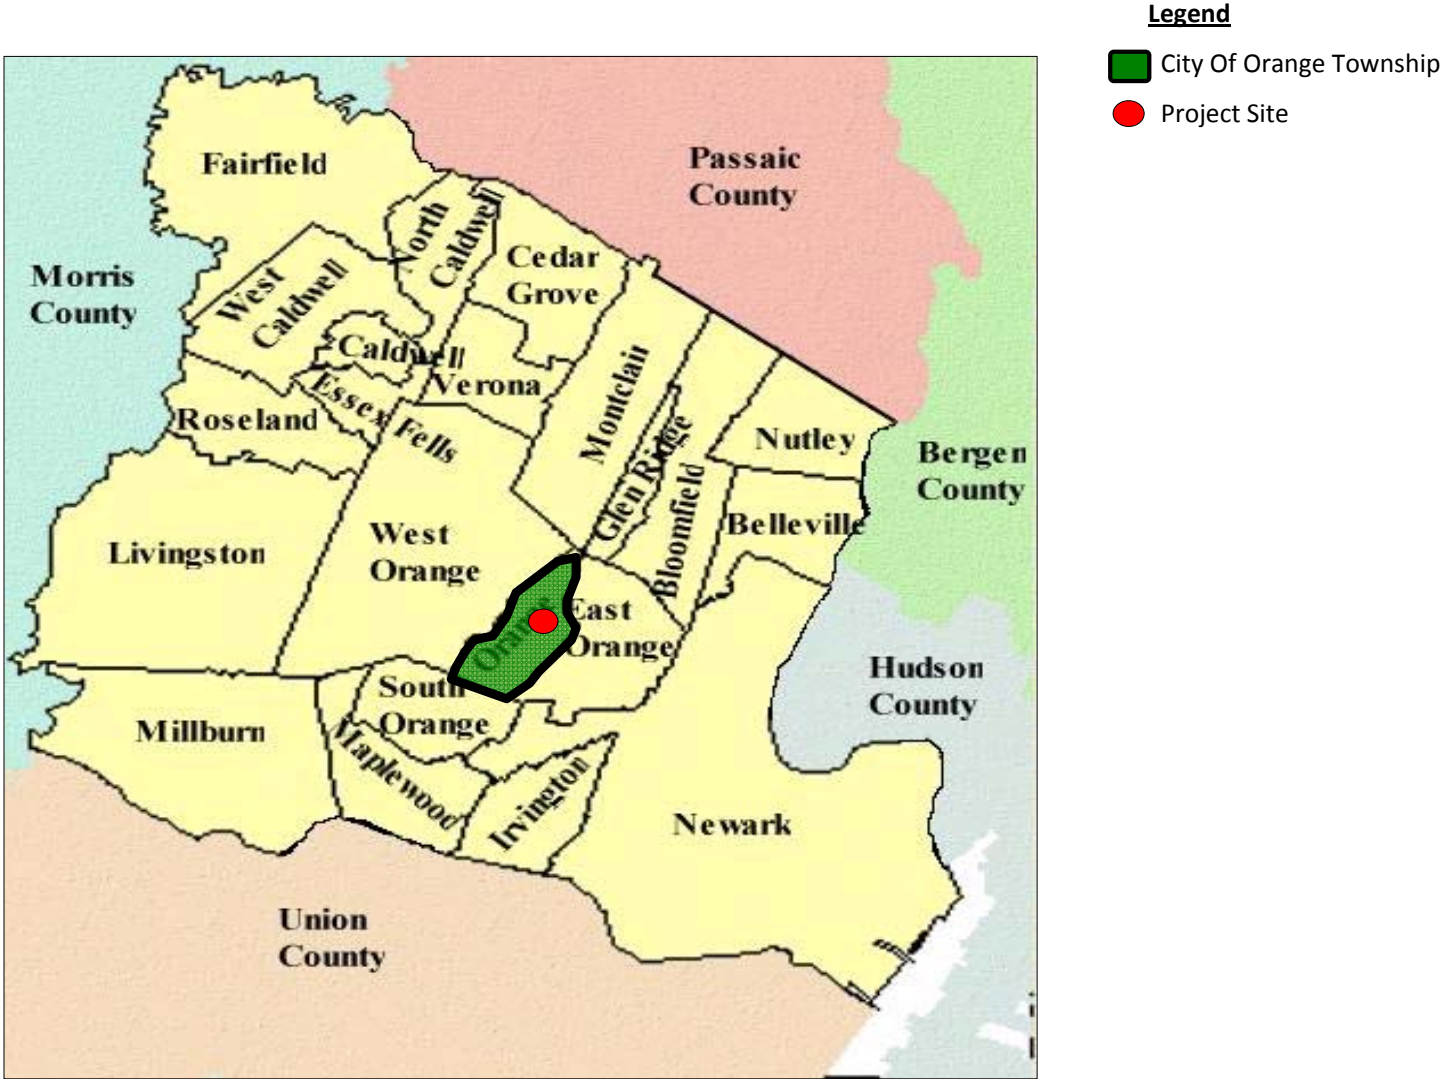 Legend
City Of Orange Township
Project Site
Fairfield
Passaic
County
North
Caldwell
Cedar
Grove
Morris
County
West
Caldwell
Caldwell
Verona
Montclair
Essex Fells
Roseland
Nutley
Glen Ridge
Bergen
County
Bloomfield
Belleville
West
Orange
Livingston
Orange
East
Orange
Hudson
County
South
Orange
Millburn
Maplewood
Irvington
Newark
Union
County